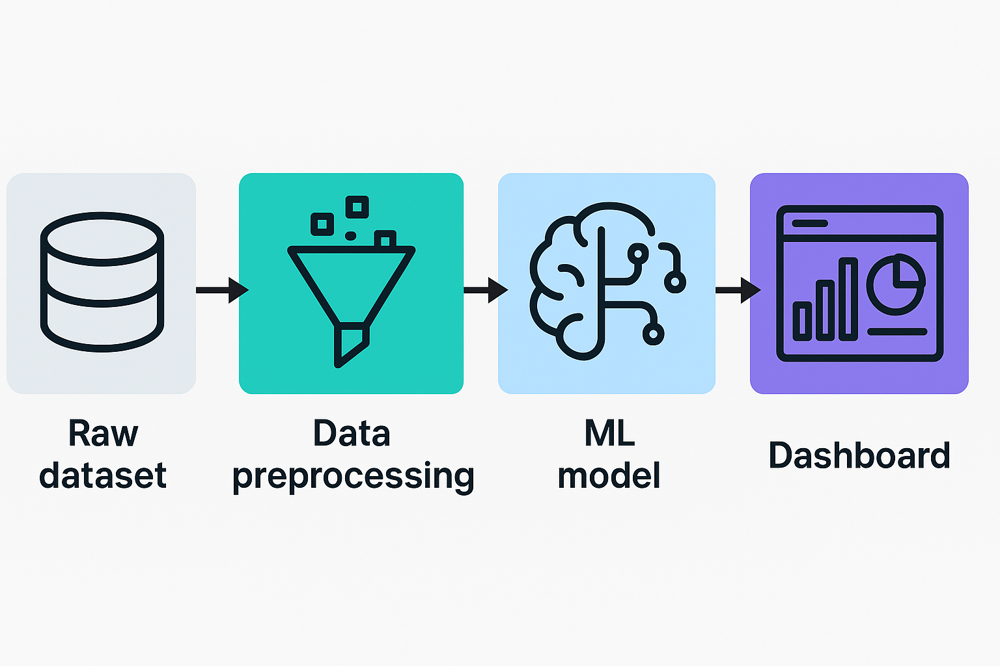 Raw
dataset
Data
preprocessing
ML
model
Dashboard